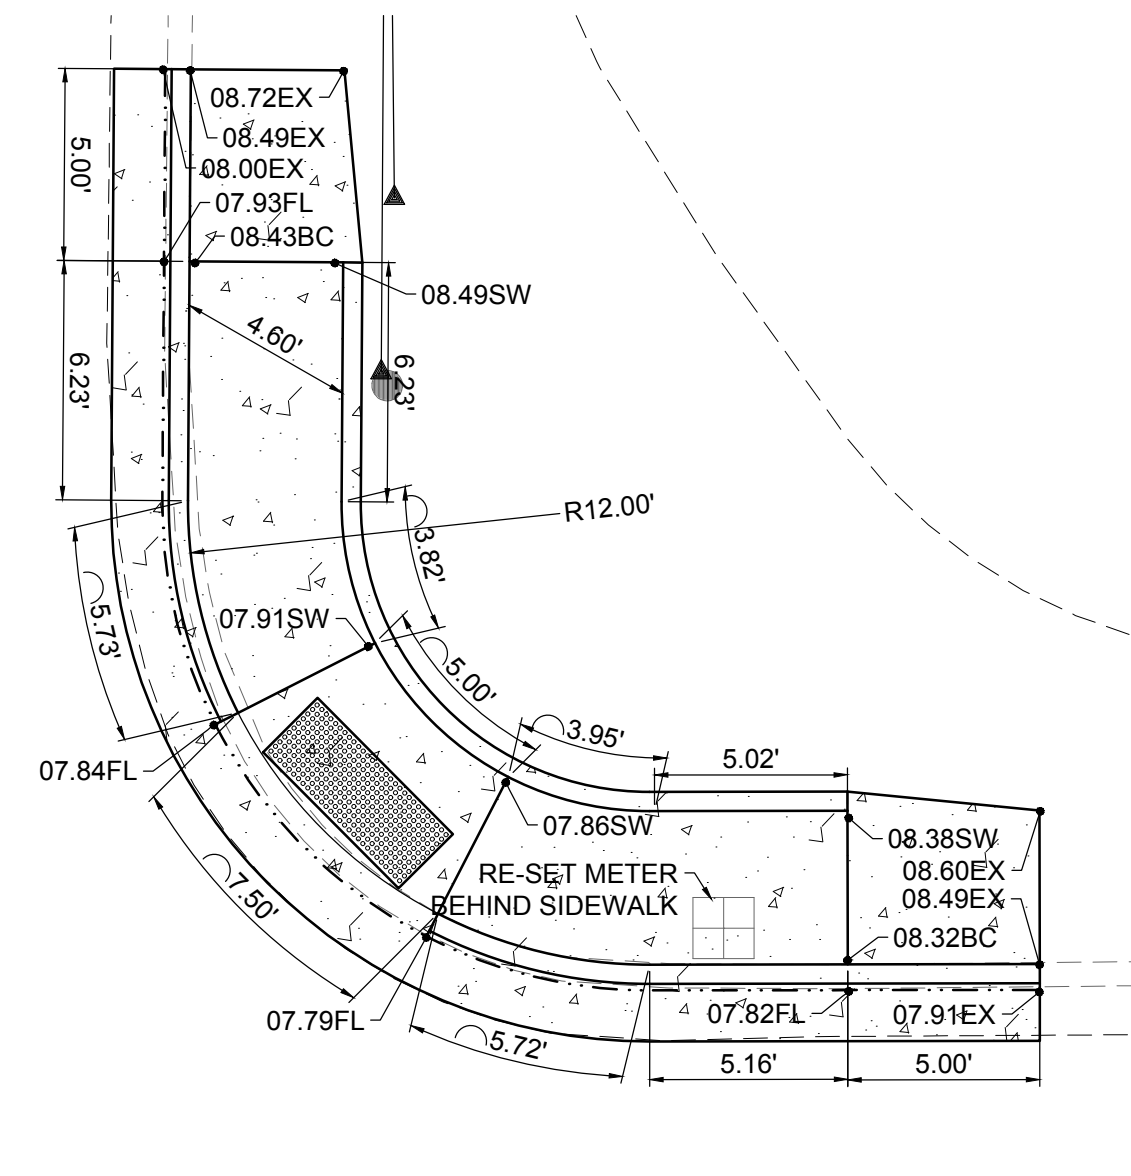 08.72EX
08.49EX
08.00EX
07.93FL
08.43BC
5.00'
08.49SW
4.60'
6.23'
6.23'
R12.00'
3.82'
07.91SW
5.73'
5.00'
3.95'
5.02'
07.84FL
07.86SW
08.38SW
RE-SET METER
BEHIND SIDEWALK
08.60EX
08.49EX
7.50'
08.32BC
07.79FL
07.82FL
07.91EX
5.72'
5.16'
5.00'